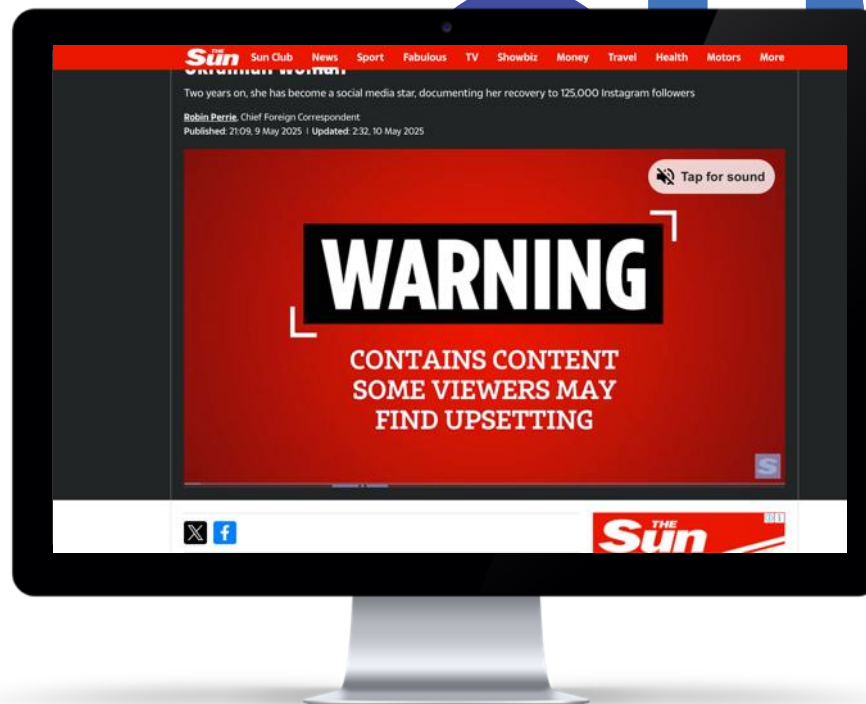 THE Sun Sun Club News Sport Fabulous TV Showbiz Money Travel Health Motors More
Ukrainian woman
Two years on, she has become a social media star, documenting her recovery to 125,000 Instagram followers
Robin Perrie, Chief Foreign Correspondent
Published: 21:09, 9 May 2025 | Updated: 2:32, 10 May 2025
Tap for sound
WARNING
CONTAINS CONTENT
SOME VIEWERS MAY
FIND UPSETTING
S
X f
THE Sun